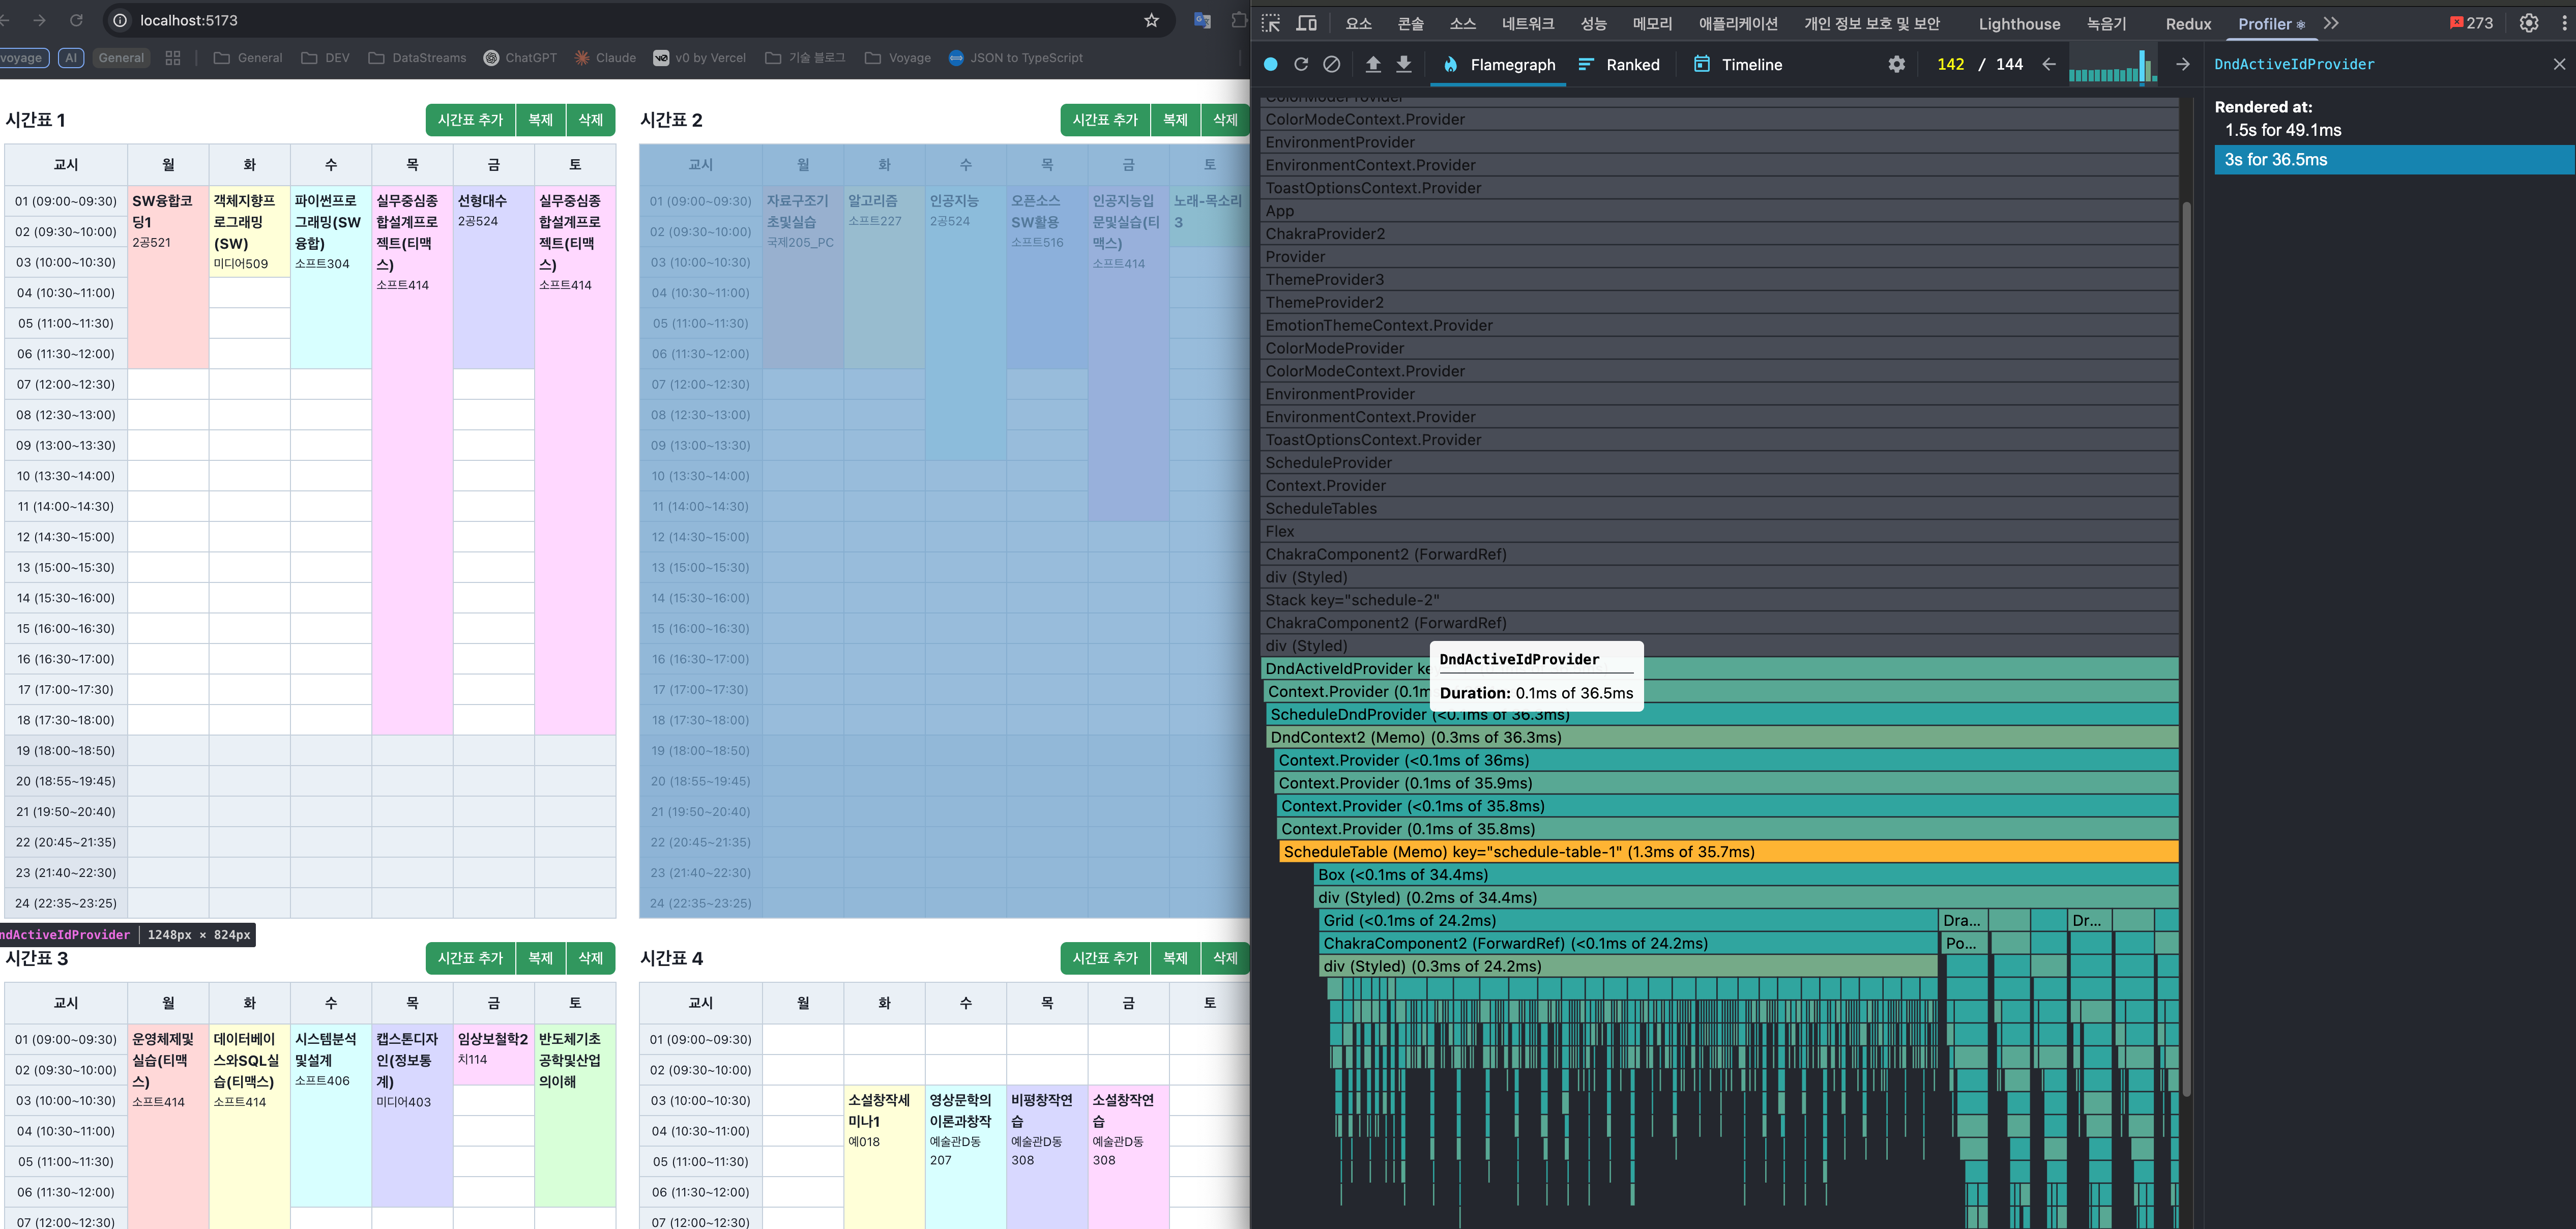 localhost:5173
voyage AI General General DEV DataStreams ChatGPT Claude v0 by Vercel 기술 블로그 Voyage JSON to TypeScript
시간표 1 시간표 추가 복제 삭제
교시 월 화 수 목 금 토
01 (09:00~09:30)
02 (09:30~10:00)
03 (10:00~10:30)
04 (10:30~11:00)
05 (11:00~11:30)
06 (11:30~12:00)
07 (12:00~12:30)
08 (12:30~13:00)
09 (13:00~13:30)
10 (13:30~14:00)
11 (14:00~14:30)
12 (14:30~15:00)
13 (15:00~15:30)
14 (15:30~16:00)
15 (16:00~16:30)
16 (16:30~17:00)
17 (17:00~17:30)
18 (17:30~18:00)
19 (18:00~18:50)
20 (18:55~19:45)
21 (19:50~20:40)
22 (20:45~21:35)
23 (21:40~22:30)
24 (22:35~23:25)
SW융합코
딩1
2공521
객체지향프
로그래밍
(SW)
미디어509
파이썬프로
그래밍(SW
융합)
소프트304
실무중심종
합설계프로
젝트(티맥
스)
소프트414
선형대수
2공524
실무중심종
합설계프로
젝트(티맥
스)
소프트414
시간표 2 시간표 추가 복제 삭제
교시 월 화 수 목 금 토
01 (09:00~09:30)
02 (09:30~10:00)
03 (10:00~10:30)
04 (10:30~11:00)
05 (11:00~11:30)
06 (11:30~12:00)
07 (12:00~12:30)
08 (12:30~13:00)
09 (13:00~13:30)
10 (13:30~14:00)
11 (14:00~14:30)
12 (14:30~15:00)
13 (15:00~15:30)
14 (15:30~16:00)
15 (16:00~16:30)
16 (16:30~17:00)
17 (17:00~17:30)
18 (17:30~18:00)
19 (18:00~18:50)
20 (18:55~19:45)
21 (19:50~20:40)
22 (20:45~21:35)
23 (21:40~22:30)
24 (22:35~23:25)
자료구조기
초및실습
국제205_PC
알고리즘
소프트227
인공지능
2공524
오픈소스
SW활용
소프트516
인공지능입
문및실습(티
맥스)
소프트414
노래-목소리
3
ndActiveIdProvider 1248px × 824px
시간표 3 시간표 추가 복제 삭제
교시 월 화 수 목 금 토
01 (09:00~09:30)
02 (09:30~10:00)
03 (10:00~10:30)
04 (10:30~11:00)
05 (11:00~11:30)
06 (11:30~12:00)
07 (12:00~12:30)
운영체제및
실습(티맥
스)
소프트414
데이터베이
스와SQL실
습(티맥스)
소프트414
시스템분석
및설계
소프트406
캡스톤디자
인(정보통
계)
미디어403
임상보철학2
치114
반도체기초
공학및산업
의이해
시간표 4 시간표 추가 복제 삭제
교시 월 화 수 목 금 토
01 (09:00~09:30)
02 (09:30~10:00)
03 (10:00~10:30)
04 (10:30~11:00)
05 (11:00~11:30)
06 (11:30~12:00)
07 (12:00~12:30)
소설창작세
미나1
예018
영상문학의
이론과창작
예술관D동
207
비평창작연
습
예술관D동
308
소설창작연
습
예술관D동
308
요소 콘솔 소스 네트워크 성능 메모리 애플리케이션 개인 정보 보호 및 보안 Lighthouse 녹음기 Redux Profiler 273
Flamegraph Ranked Timeline 142 / 144 DndActiveIdProvider
ColorModeProvider
ColorModeContext.Provider
EnvironmentProvider
EnvironmentContext.Provider
ToastOptionsContext.Provider
App
ChakraProvider2
Provider
ThemeProvider3
ThemeProvider2
EmotionThemeContext.Provider
ColorModeProvider
ColorModeContext.Provider
EnvironmentProvider
EnvironmentContext.Provider
ToastOptionsContext.Provider
ScheduleProvider
Context.Provider
ScheduleTables
Flex
ChakraComponent2 (ForwardRef)
div (Styled)
Stack key="schedule-2"
ChakraComponent2 (ForwardRef)
div (Styled)
DndActiveIdProvider ke
Context.Provider (0.1m
ScheduleDndProvider (<0.1ms of 36.3ms)
DndContext2 (Memo) (0.3ms of 36.3ms)
Context.Provider (<0.1ms of 36ms)
Context.Provider (0.1ms of 35.9ms)
Context.Provider (<0.1ms of 35.8ms)
Context.Provider (0.1ms of 35.8ms)
ScheduleTable (Memo) key="schedule-table-1" (1.3ms of 35.7ms)
Box (<0.1ms of 34.4ms)
div (Styled) (0.2ms of 34.4ms)
Grid (<0.1ms of 24.2ms) Dra... Dr...
ChakraComponent2 (ForwardRef) (<0.1ms of 24.2ms) Po...
div (Styled) (0.3ms of 24.2ms)
DndActiveIdProvider
Duration: 0.1ms of 36.5ms
Rendered at:
1.5s for 49.1ms
3s for 36.5ms